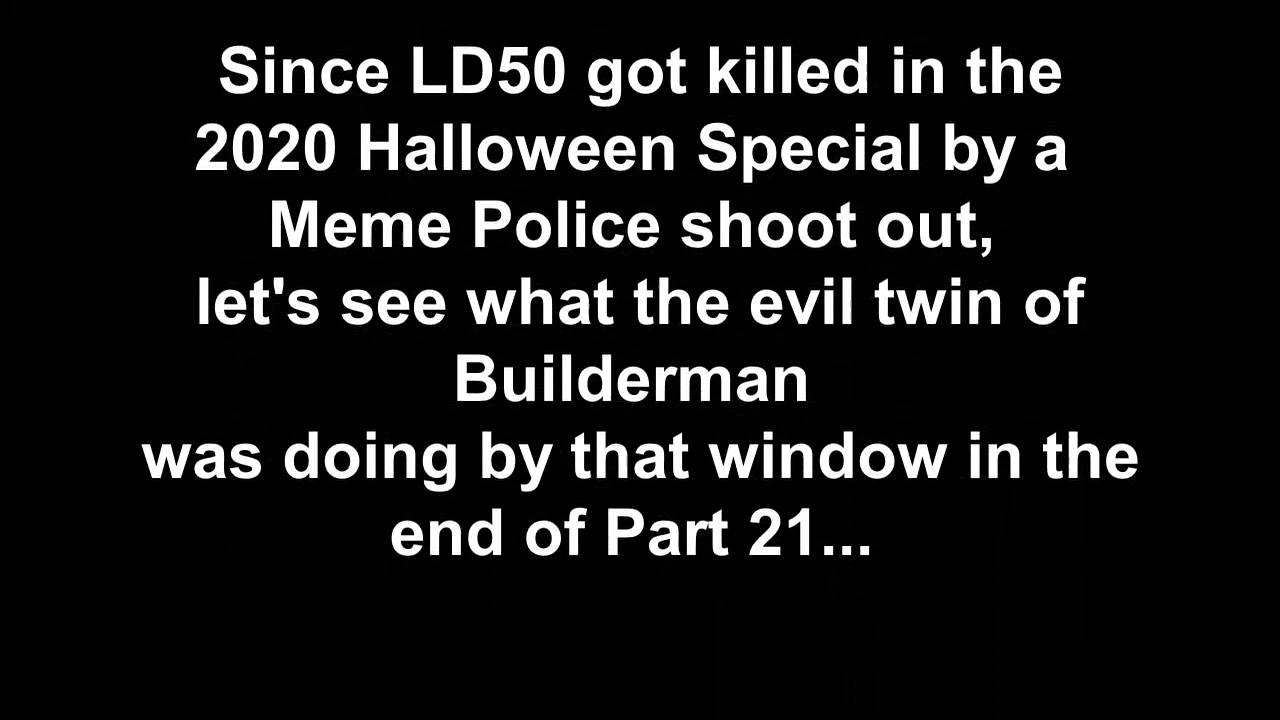 Since LD50 got killed in the
2020 Halloween Special by a
Meme Police shoot out,
let's see what the evil twin of
Builderman
was doing by that window in the
end of Part 21...